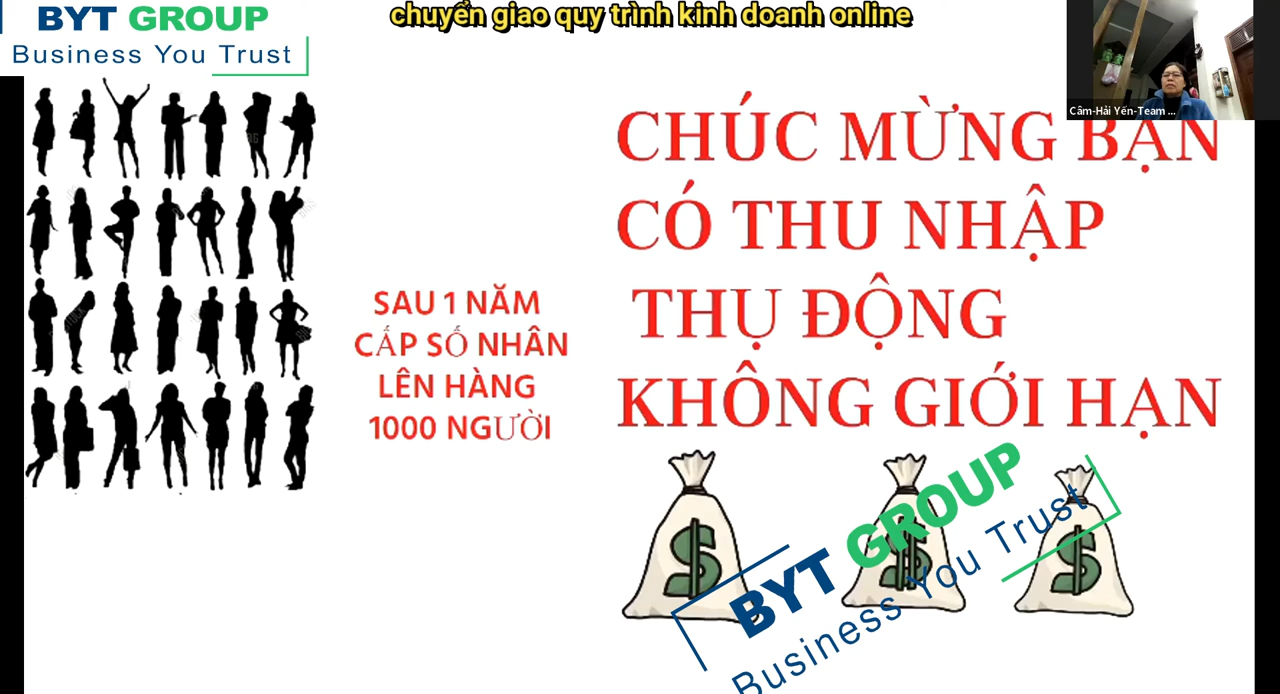 BYT GROUP
Business You Trust
chuyển giao quy trình kinh doanh online
Câm-Hải Yến-Team ...
CHÚC MỪNG BẠN
CÓ THU NHẬP
THỤ ĐỘNG
KHÔNG GIỚI HẠN
SAU 1 NĂM
CẤP SỐ NHÂN
LÊN HÀNG
1000 NGƯỜI
BYT GROUP
Business You Trust